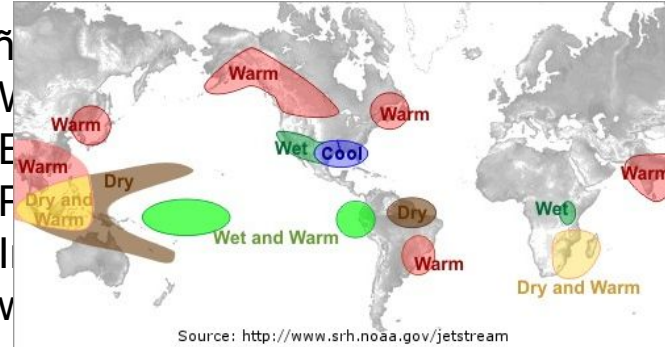 ñ
Warm
Warm
Warm
Wet
Cool
Warm
Dry
Warm
Dry and
Warm
Dry
Wet
Wet and Warm
Warm
Dry and Warm
Source: http://www.srh.noaa.gov/jetstream